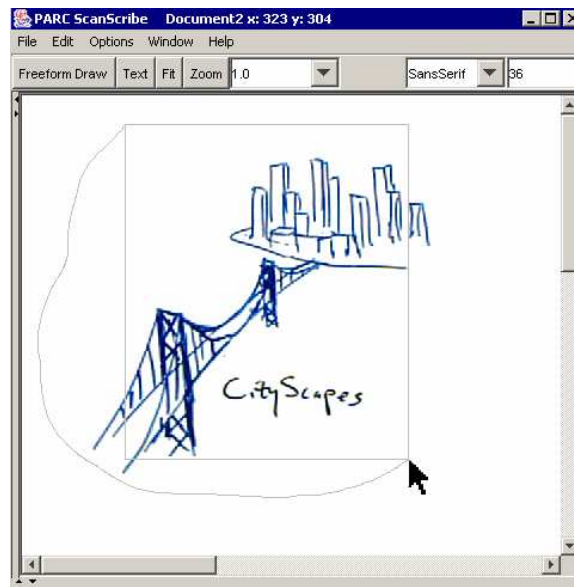 PARC ScanScribe Document2 x: 323 y: 304
File Edit Options Window Help
Freeform Draw Text Fit Zoom 1.0 SansSerif 36
CityScapes